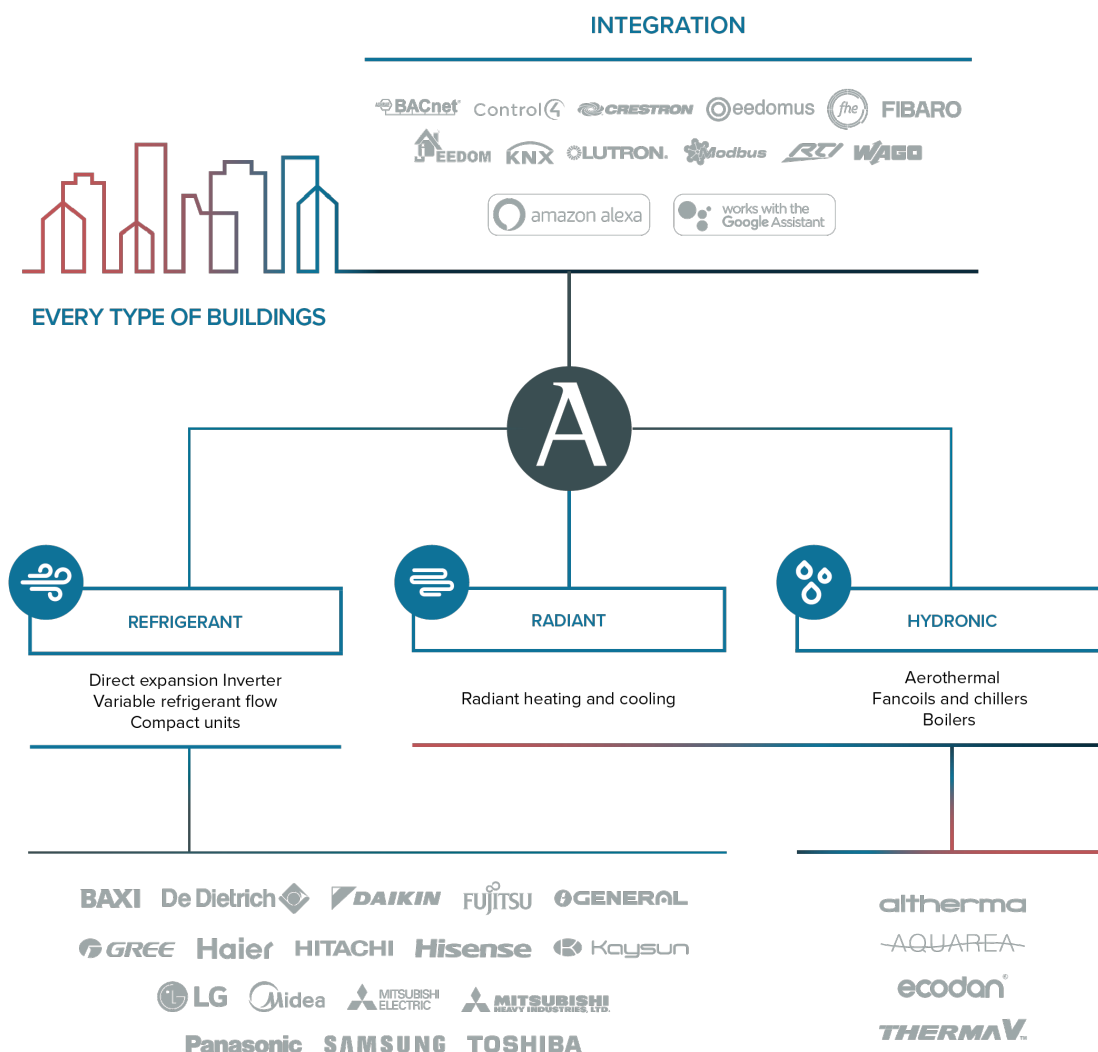 INTEGRATION
BACnet Control4 CRESTRON eedomus fhe FIBARO
JEEDOM KNX LUTRON. Modbus RTI WAGO
amazon alexa
works with the
Google Assistant
EVERY TYPE OF BUILDINGS
A
REFRIGERANT
Direct expansion Inverter
Variable refrigerant flow
Compact units
RADIANT
Radiant heating and cooling
HYDRONIC
Aerothermal
Fancoils and chillers
Boilers
BAXI De Dietrich DAIKIN FUJITSU GENERAL
GREE Haier HITACHI Hisense Kaysun
LG Midea MITSUBISHI ELECTRIC MITSUBISHI HEAVY INDUSTRIES, LTD.
Panasonic SAMSUNG TOSHIBA
altherma
AQUAREA
ecodan®
THERMA V™